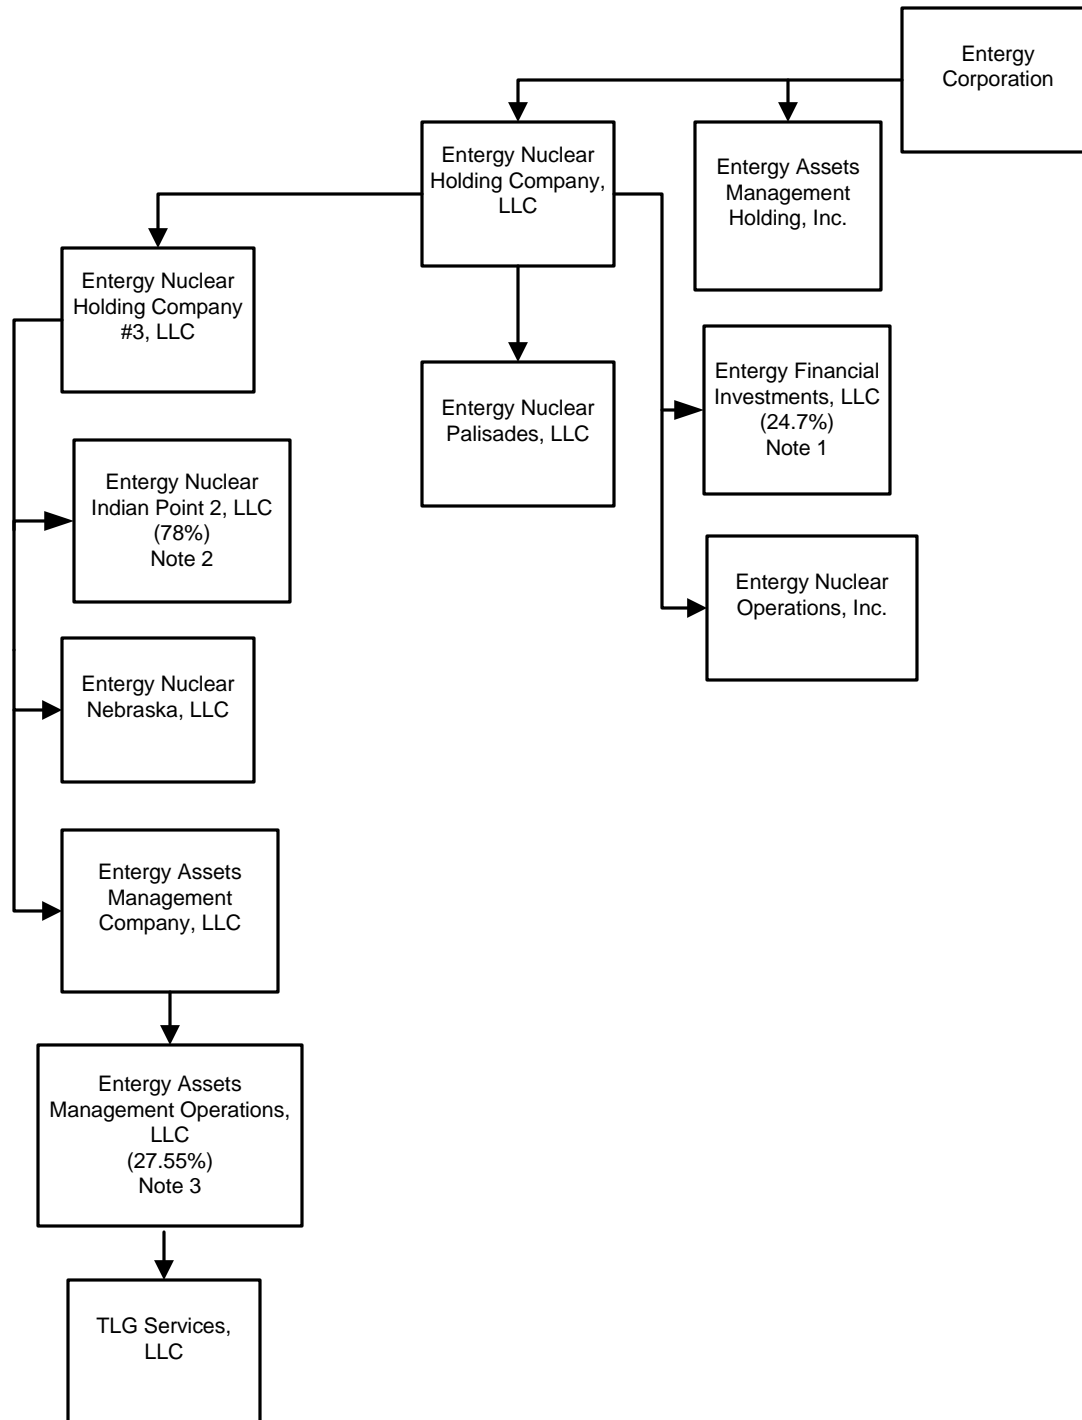 Entergy
Corporation
Entergy Nuclear
Holding Company,
LLC
Entergy Assets
Management
Holding, Inc.
Entergy Nuclear
Holding Company
#3, LLC
Entergy Nuclear
Palisades, LLC
Entergy Financial
Investments, LLC
(24.7%)
Note 1
Entergy Nuclear
Indian Point 2, LLC
(78%)
Note 2
Entergy Nuclear
Operations, Inc.
Entergy Nuclear
Nebraska, LLC
Entergy Assets
Management
Company, LLC
Entergy Assets
Management Operations,
LLC
(27.55%)
Note 3
TLG Services,
LLC